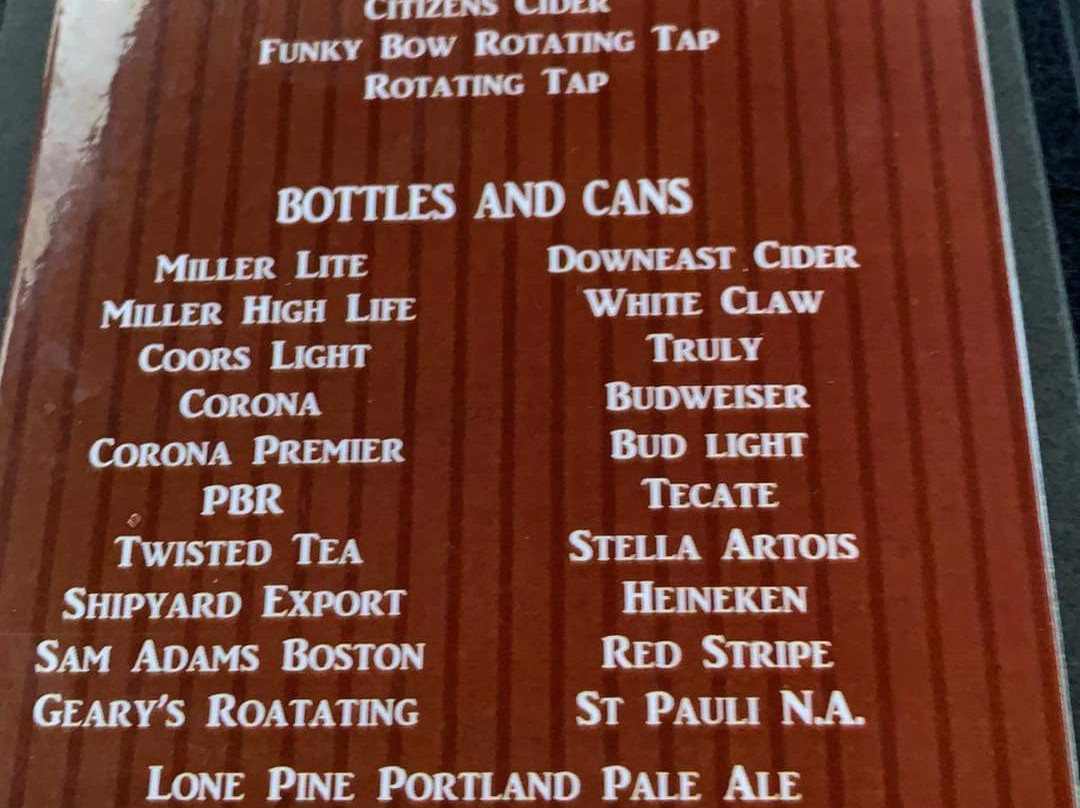 Citizens Cider
Funky Bow Rotating Tap
Rotating Tap
BOTTLES AND CANS
Miller Lite
Miller High Life
Coors Light
Corona
Corona Premier
PBR
Twisted Tea
Shipyard Export
Sam Adams Boston
Geary's Roatating
Downeast Cider
White Claw
Truly
Budweiser
Bud light
Tecate
Stella Artois
Heineken
Red Stripe
St Pauli N.A.
Lone Pine Portland Pale Ale